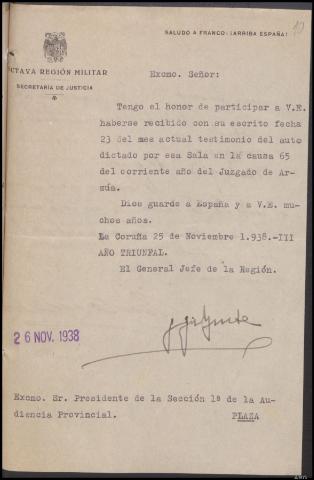 SALUDO A FRANCO: ¡ARRIBA ESPAÑA!
OCTAVA REGIÓN MILITAR
SECRETARÍA DE JUSTICIA
Excmo. Señor:
Tengo el honor de participar a V.E.
haberse recibido con su escrito fecha
23 del mes actual testimonio del auto
dictado por esa Sala en la causa 65
del corriente año del Juzgado de Ar-
zúa.
Dios guarde a España y a V.E. mu-
chos años.
La Coruña 25 de Noviembre 1.938.-III
AÑO TRIUNFAL.
El General Jefe de la Región.
26 NOV. 1938
Excmo. Sr. Presidente de la Sección 1ª de la Au-
diencia Provincial. PLAZA